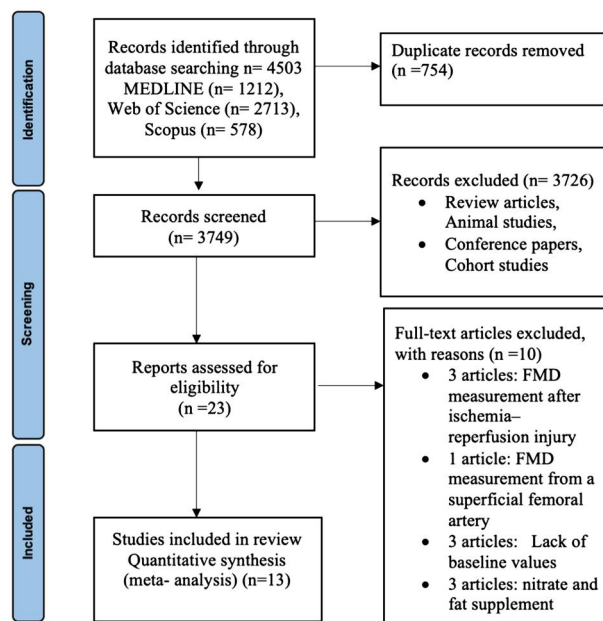 Identification
Records identified through
database searching n= 4503
MEDLINE (n= 1212),
Web of Science (n= 2713),
Scopus (n= 578)
Duplicate records removed
(n =754)
Screening
Records screened
(n= 3749)
Records excluded (n= 3726)
• Review articles,
Animal studies,
• Conference papers,
Cohort studies
Reports assessed for
eligibility
(n =23)
Full-text articles excluded,
with reasons (n =10)
• 3 articles: FMD
measurement after
ischemia–
reperfusion injury
• 1 article: FMD
measurement from a
superficial femoral
artery
• 3 articles: Lack of
baseline values
• 3 articles: nitrate and
fat supplement
Included
Studies included in review
Quantitative synthesis
(meta- analysis) (n=13)